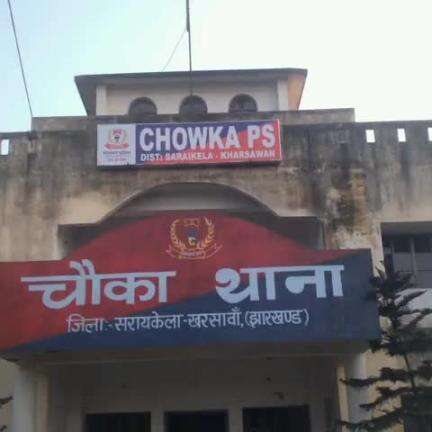 CHOWKA PS
DIST: SARAIKELA - KHARSAWAN
चौका थाना
जिला:- सरायकेला-खरसावाँ, (झारखण्ड)